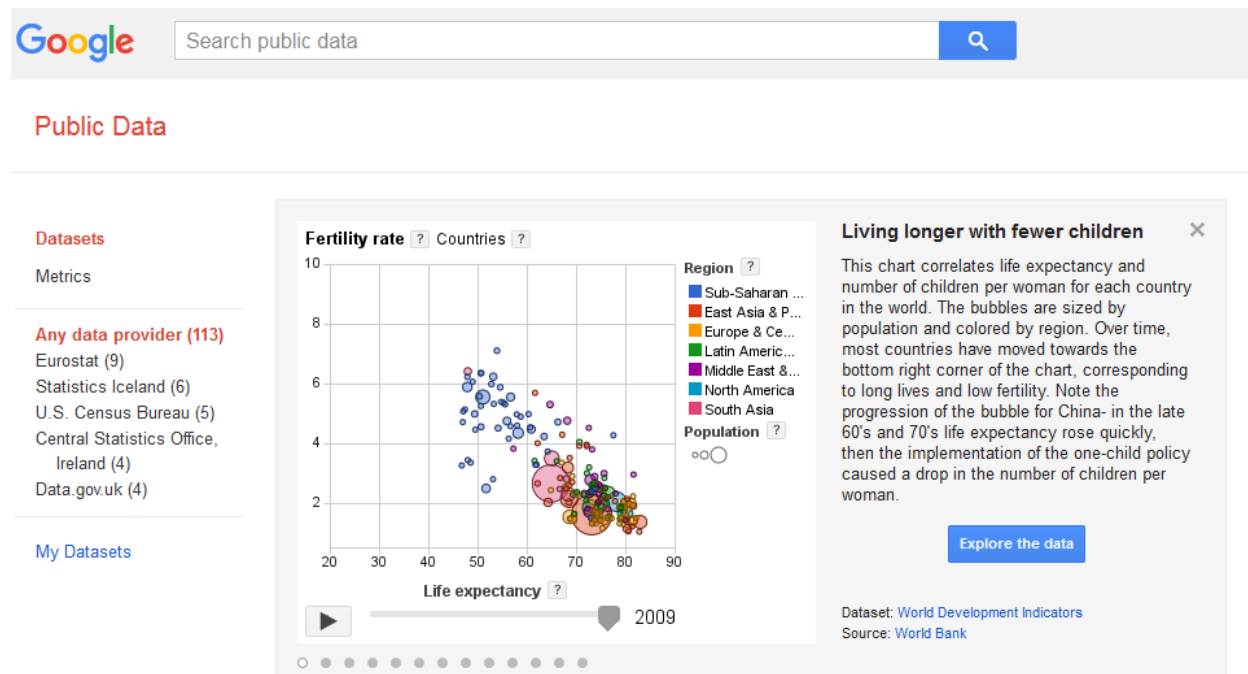 Google
Search public data
Public Data
Datasets
Metrics
Any data provider (113)
Eurostat (9)
Statistics Iceland (6)
U.S. Census Bureau (5)
Central Statistics Office,
Ireland (4)
Data.gov.uk (4)
My Datasets
Fertility rate ? Countries ?
10
8
6
4
2
20 30 40 50 60 70 80 90
Life expectancy ?
2009
Region ?
Sub-Saharan ...
East Asia & P...
Europe & Ce...
Latin Americ...
Middle East &...
North America
South Asia
Population ?
Living longer with fewer children
This chart correlates life expectancy and
number of children per woman for each country
in the world. The bubbles are sized by
population and colored by region. Over time,
most countries have moved towards the
bottom right corner of the chart, corresponding
to long lives and low fertility. Note the
progression of the bubble for China- in the late
60's and 70's life expectancy rose quickly,
then the implementation of the one-child policy
caused a drop in the number of children per
woman.
Explore the data
Dataset: World Development Indicators
Source: World Bank